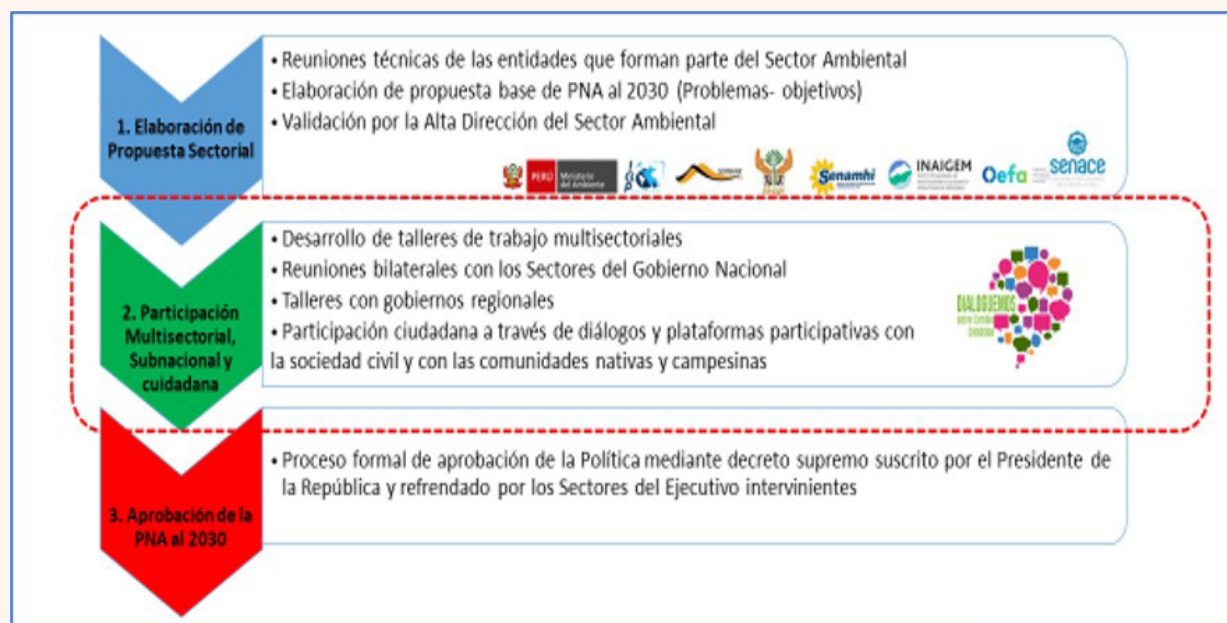 • Reuniones técnicas de las entidades que forman parte del Sector Ambiental
• Elaboración de propuesta base de PNA al 2030 (Problemas- objetivos)
• Validación por la Alta Dirección del Sector Ambiental
1. Elaboración de
Propuesta Sectorial
PERÚ
Ministerio
del Ambiente
Senamhi
INAIGEM
Oefa
senace
• Desarrollo de talleres de trabajo multisectoriales
• Reuniones bilaterales con los Sectores del Gobierno Nacional
• Talleres con gobiernos regionales
• Participación ciudadana a través de diálogos y plataformas participativas con
la sociedad civil y con las comunidades nativas y campesinas
2. Participación
Multisectorial,
Subnacional y
cuidadana
DIALOGUEMOS
• Proceso formal de aprobación de la Política mediante decreto supremo suscrito por el Presidente de
la República y refrendado por los Sectores del Ejecutivo intervinientes
3. Aprobación de la
PNA al 2030